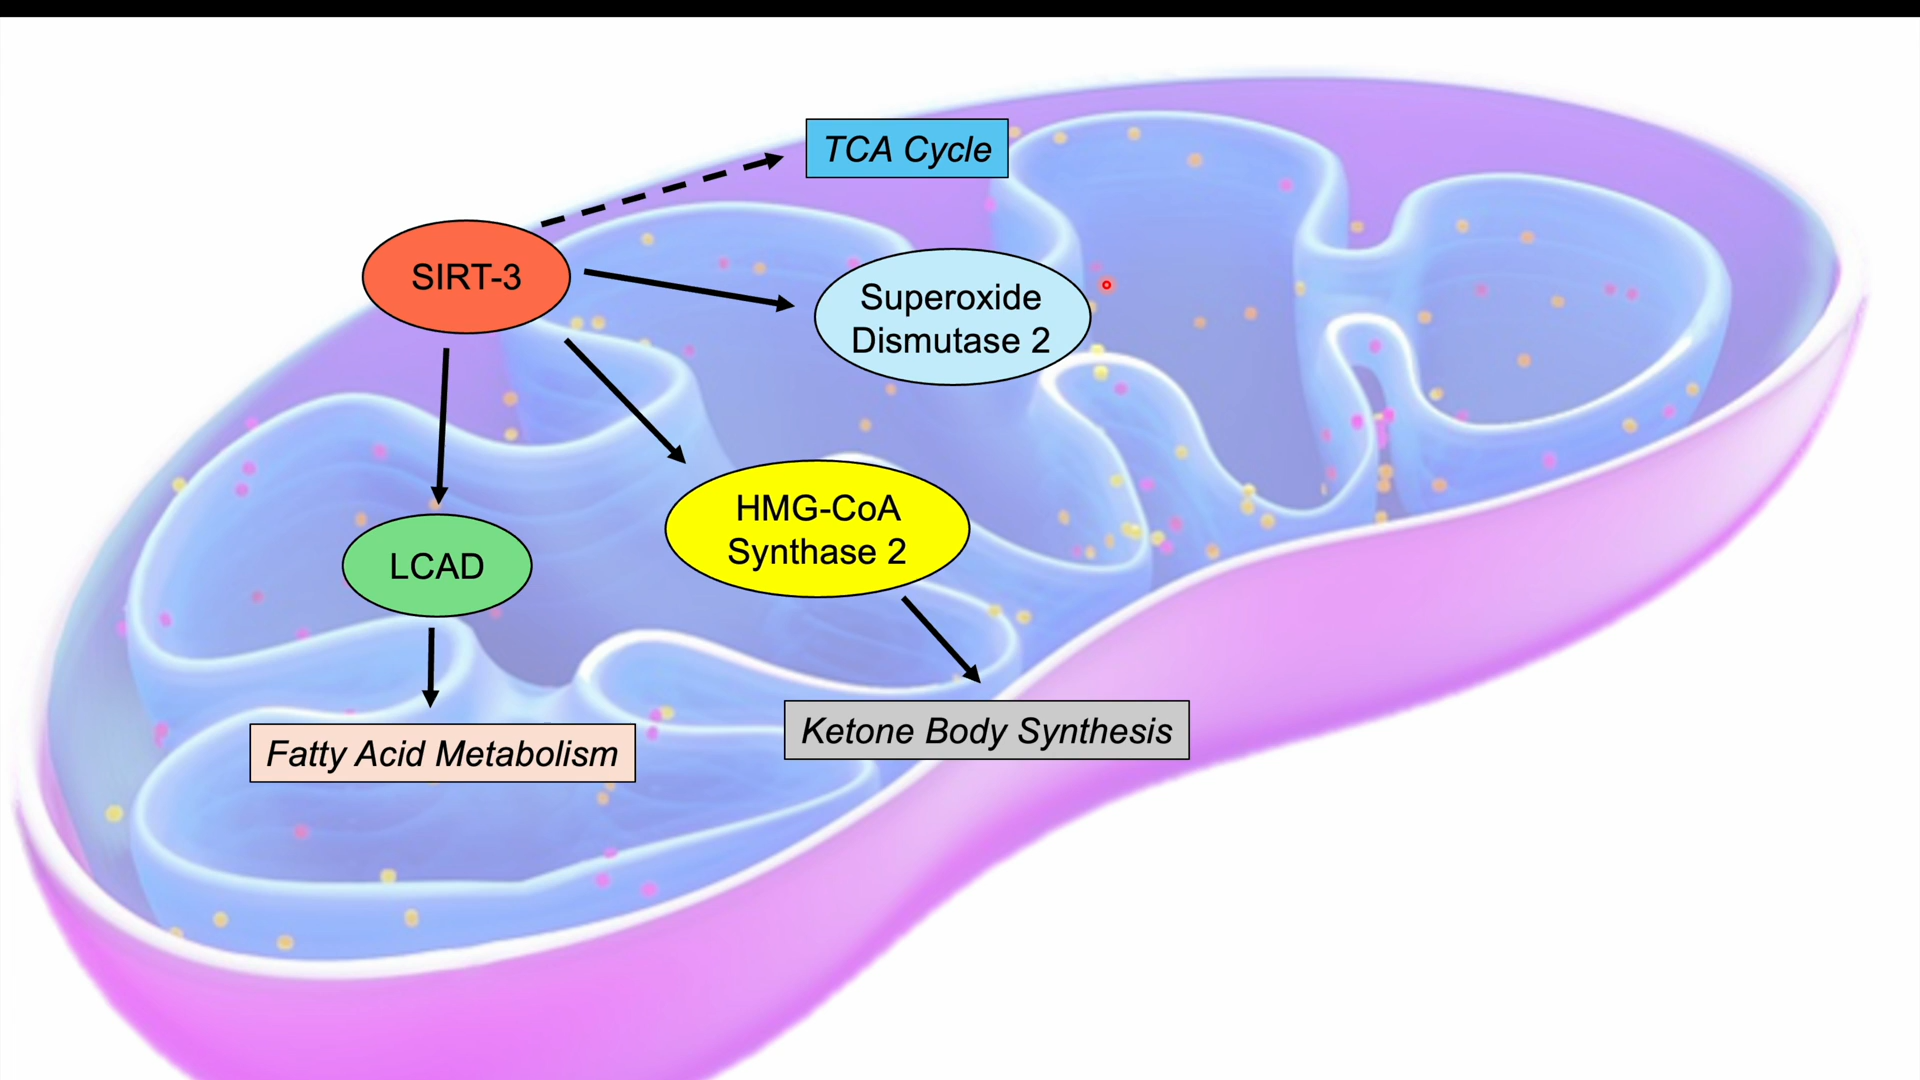 TCA Cycle
SIRT-3
Superoxide
Dismutase 2
HMG-CoA
Synthase 2
LCAD
Ketone Body Synthesis
Fatty Acid Metabolism